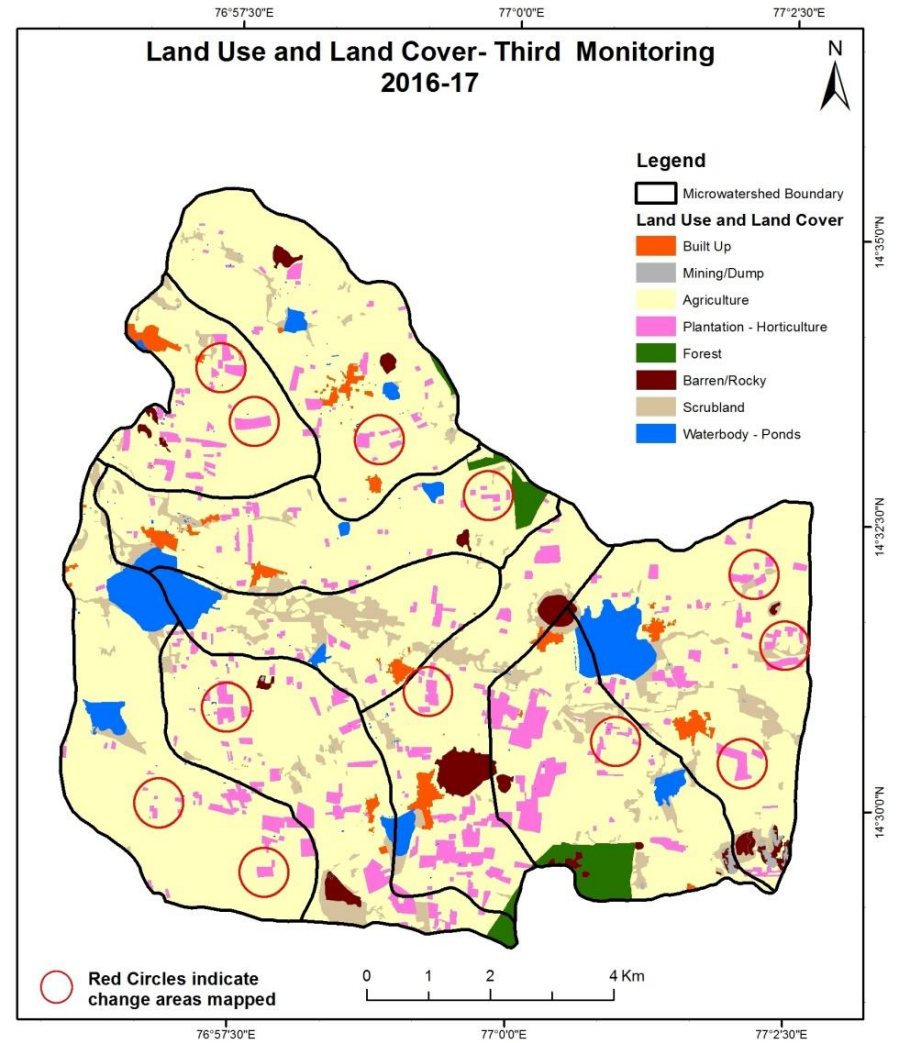 76°57'30"E
77°0'0"E
77°2'30"E
Land Use and Land Cover- Third Monitoring
2016-17
N
Legend
Microwatershed Boundary
Land Use and Land Cover
Built Up
Mining/Dump
Agriculture
Plantation - Horticulture
Forest
Barren/Rocky
Scrubland
Waterbody - Ponds
14°35'0"N
14°32'30"N
14°30'0"N
Red Circles indicate
change areas mapped
0 1 2 4 Km
76°57'30"E
77°0'0"E
77°2'30"E